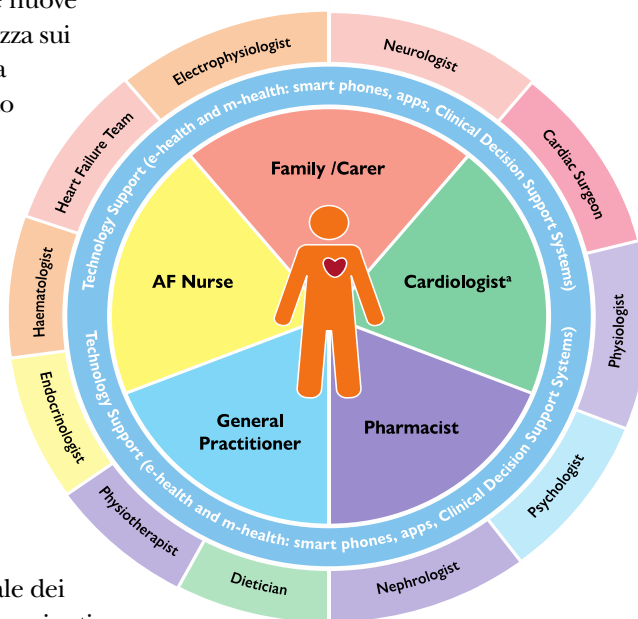 nuove
zza sui
a
o
Electrophysiologist
Neurologist
Cardiac Surgeon
Physiologist
Psychologist
Nephrologist
Dietician
Physiotherapist
Endocrinologist
Haematologist
Heart Failure Team
Technology Support (e-health and m-health: smart phones, apps, Clinical Decision Support Systems)
Family /Carer
AF Nurse
Cardiologistᵃ
General
Practitioner
Pharmacist
Technology Support (e-health and m-health: smart phones, apps, Clinical Decision Support Systems)
ale dei